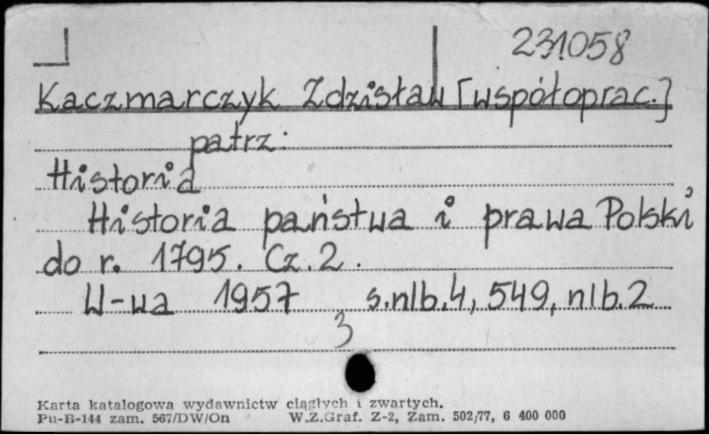 231058
Kaczmarczyk Zdzisław [współoprac.]
patrz:
Historia
Historia państwa i prawa Polski
do r. 1795. Cz. 2.
W-wa 1957 s.nlb.4, 549, nlb.2
3
Karta katalogowa wydawnictw ciągłych i zwartych.
Pu-B-144 zam. 567/DW/On W.Z.Graf. Z-2, Zam. 502/77, 6 400 000